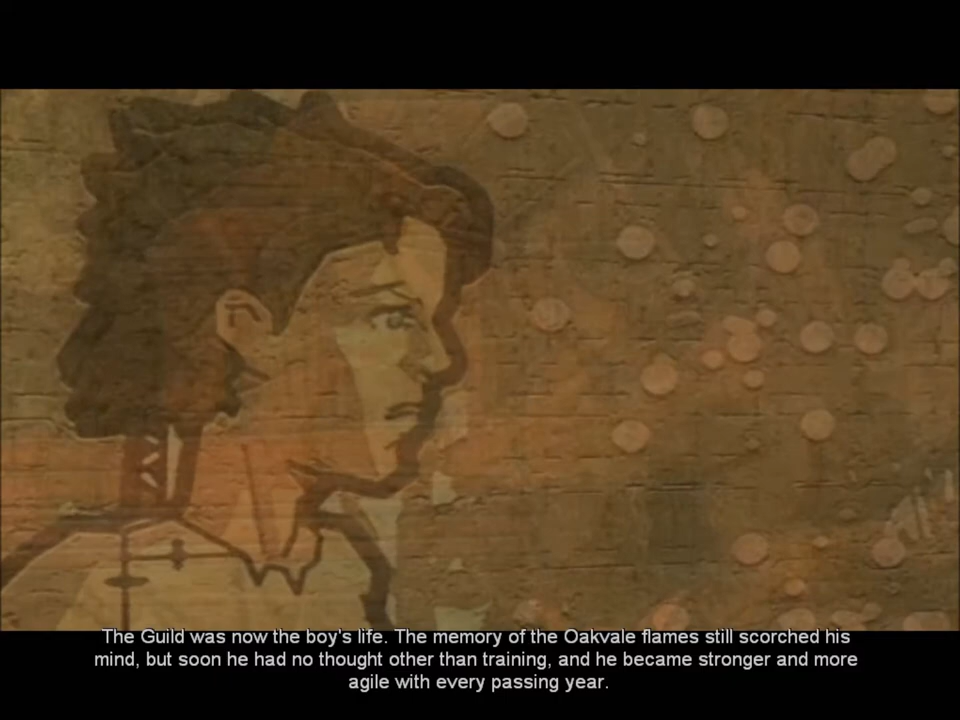 The Guild was now the boy's life. The memory of the Oakvale flames still scorched his
mind, but soon he had no thought other than training, and he became stronger and more
agile with every passing year.